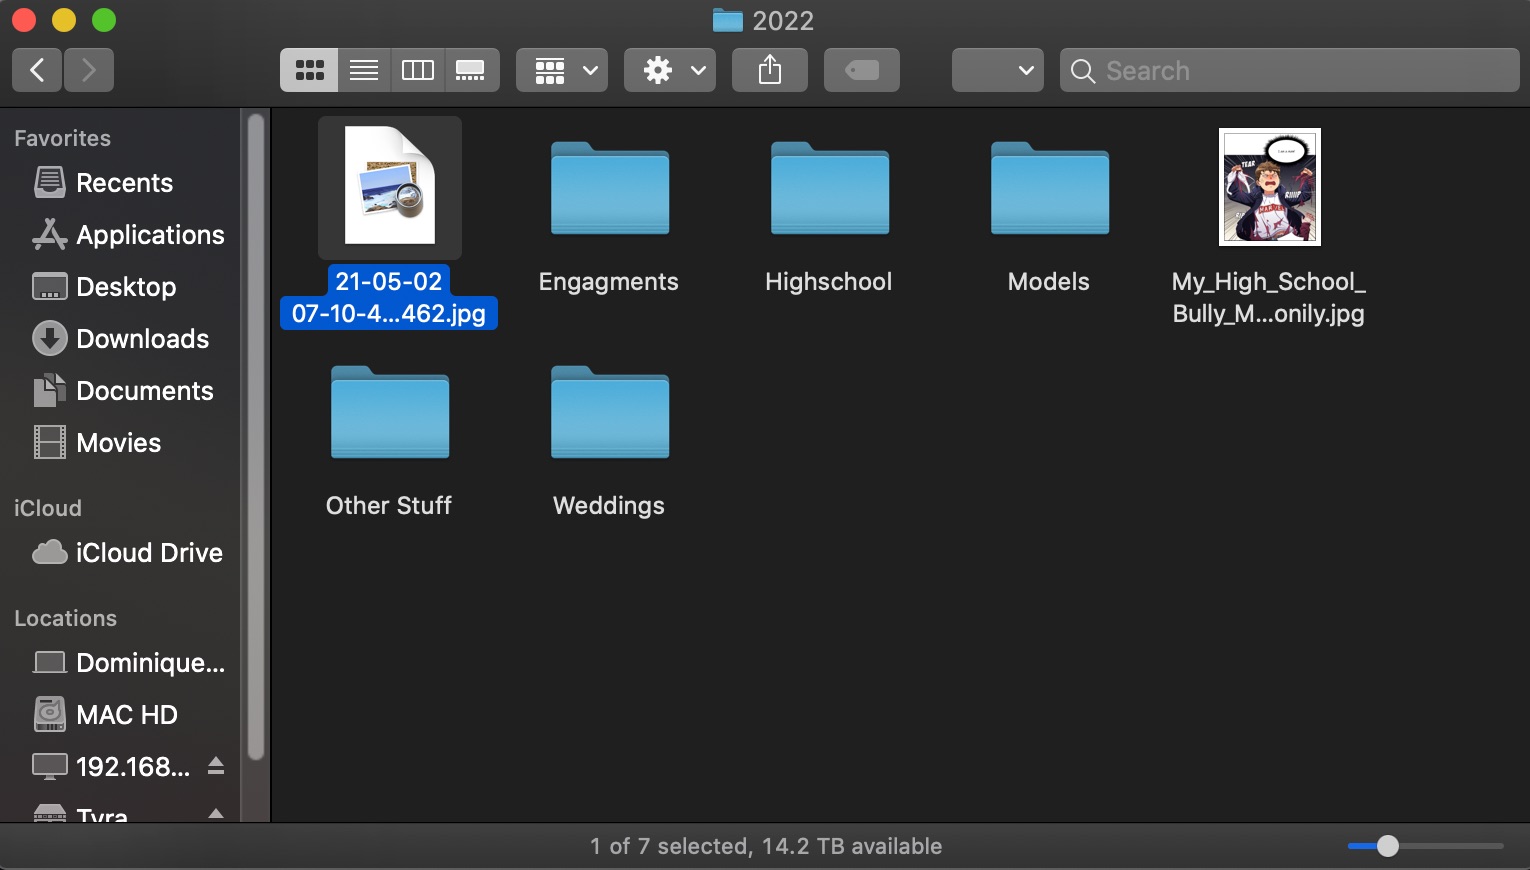 2022
Search
Favorites
Recents
Applications
Desktop
Downloads
Documents
Movies
iCloud
iCloud Drive
Locations
Dominique...
MAC HD
192.168...
Tyra
21-05-02
07-10-4...462.jpg
Engagments
Highschool
Models
My_High_School_
Bully_M...onily.jpg
Other Stuff
Weddings
1 of 7 selected, 14.2 TB available